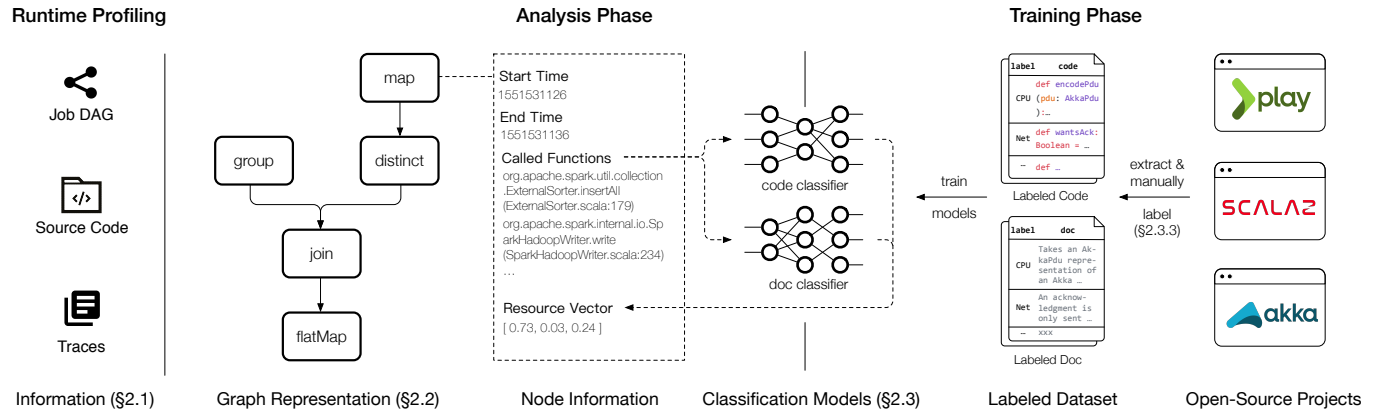 Runtime Profiling
Analysis Phase
Training Phase
Job DAG
Source Code
Traces
map
group
distinct
join
flatMap
Start Time
1551531126
End Time
1551531136
Called Functions
org.apache.spark.util.collection
.ExternalSorter.insertAll
(ExternalSorter.scala:179)
org.apache.spark.internal.io.Sp
arkHadoopWriter.write
(SparkHadoopWriter.scala:234)
…
Resource Vector
[ 0.73, 0.03, 0.24 ]
code classifier
doc classifier
train
models
label code
def encodePdu
CPU (pdu: AkkaPdu
):…
Net def wantsAck:
Boolean = …
… def …
Labeled Code
label doc
Takes an Ak-
CPU kaPdu repre-
sentation of
an Akka …
An acknow-
Net ledgment is
only sent …
… xxx
Labeled Doc
extract &
manually
label
(§2.3.3)
play
SCALAZ
akka
Information (§2.1)
Graph Representation (§2.2)
Node Information
Classification Models (§2.3)
Labeled Dataset
Open-Source Projects